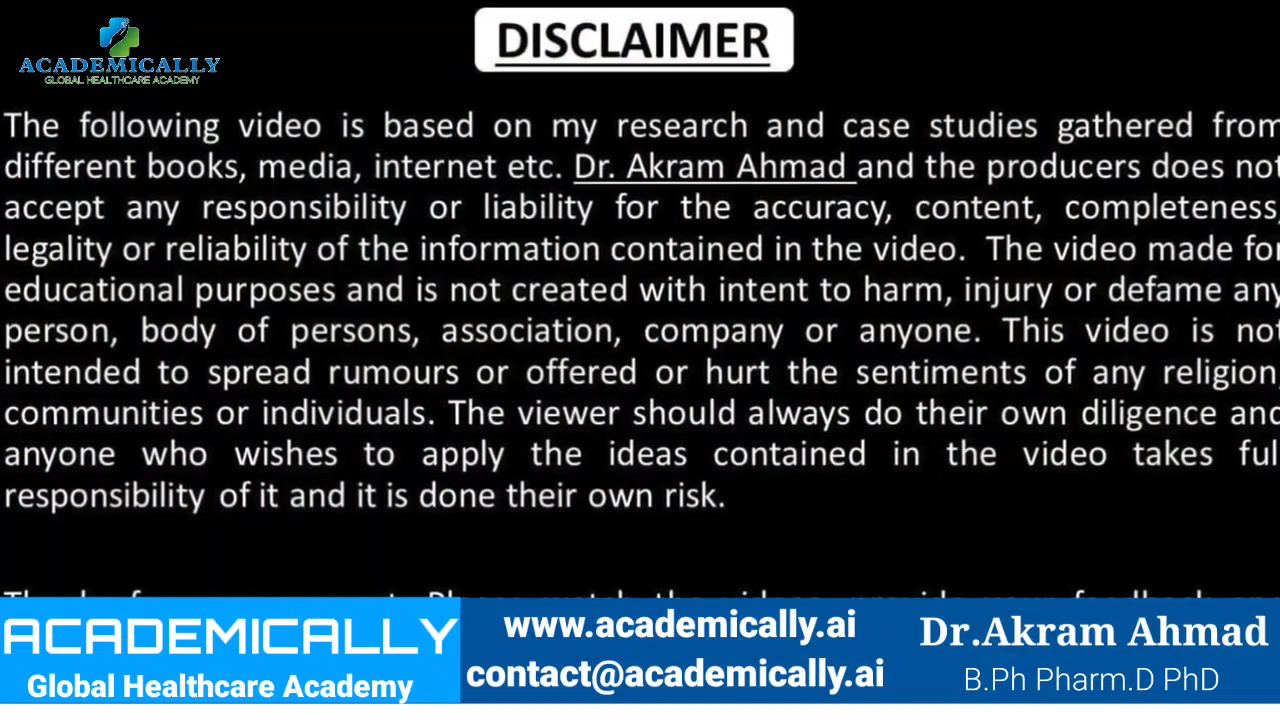 ACADEMICALLY
GLOBAL HEALTHCARE ACADEMY
DISCLAIMER
The following video is based on my research and case studies gathered from
different books, media, internet etc. Dr. Akram Ahmad and the producers does not
accept any responsibility or liability for the accuracy, content, completeness,
legality or reliability of the information contained in the video. The video made for
educational purposes and is not created with intent to harm, injury or defame any
person, body of persons, association, company or anyone. This video is not
intended to spread rumours or offered or hurt the sentiments of any religion,
communities or individuals. The viewer should always do their own diligence and
anyone who wishes to apply the ideas contained in the video takes full
responsibility of it and it is done their own risk.
ACADEMICALLY
Global Healthcare Academy
www.academically.ai
contact@academically.ai
Dr.Akram Ahmad
B.Ph Pharm.D PhD